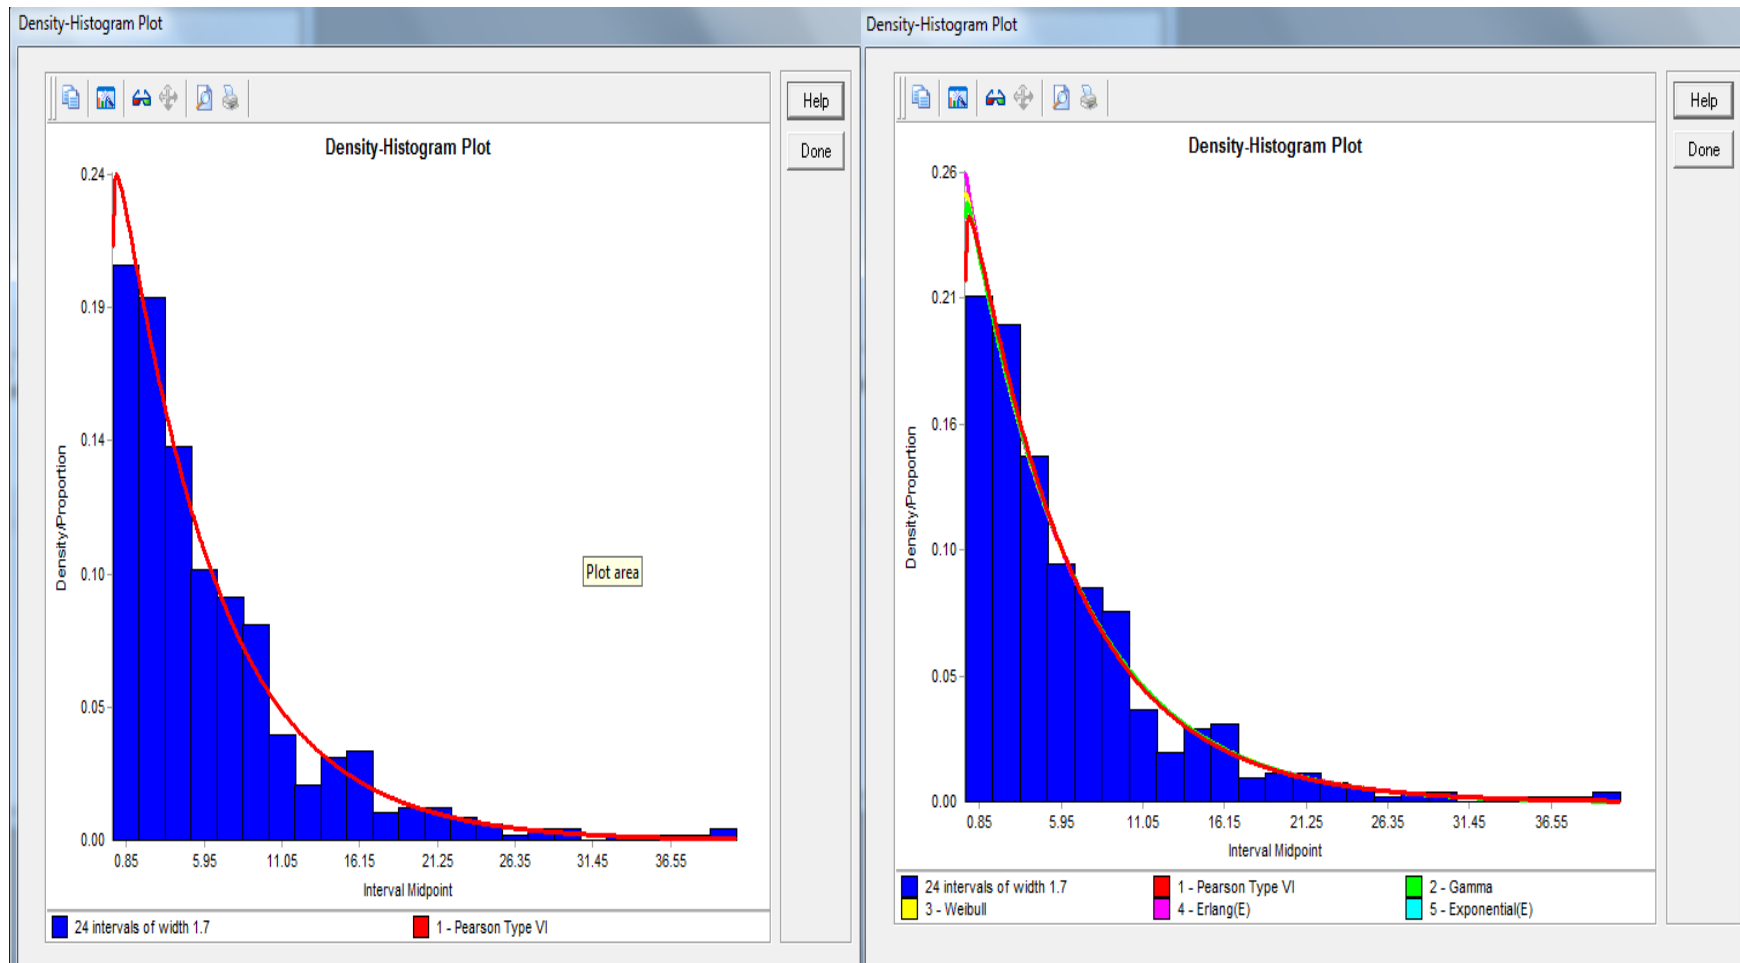 Density-Histogram Plot
Help
Done
Density-Histogram Plot
0.24
0.19
0.14
0.10
0.05
0.00
Density/Proportion
Plot area
0.85 5.95 11.05 16.15 21.25 26.35 31.45 36.55
Interval Midpoint
24 intervals of width 1.7 1 - Pearson Type VI
Density-Histogram Plot
Help
Done
Density-Histogram Plot
0.26
0.21
0.16
0.10
0.05
0.00
Density/Proportion
0.85 5.95 11.05 16.15 21.25 26.35 31.45 36.55
Interval Midpoint
24 intervals of width 1.7 1 - Pearson Type VI 2 - Gamma
3 - Weibull 4 - Erlang(E) 5 - Exponential(E)